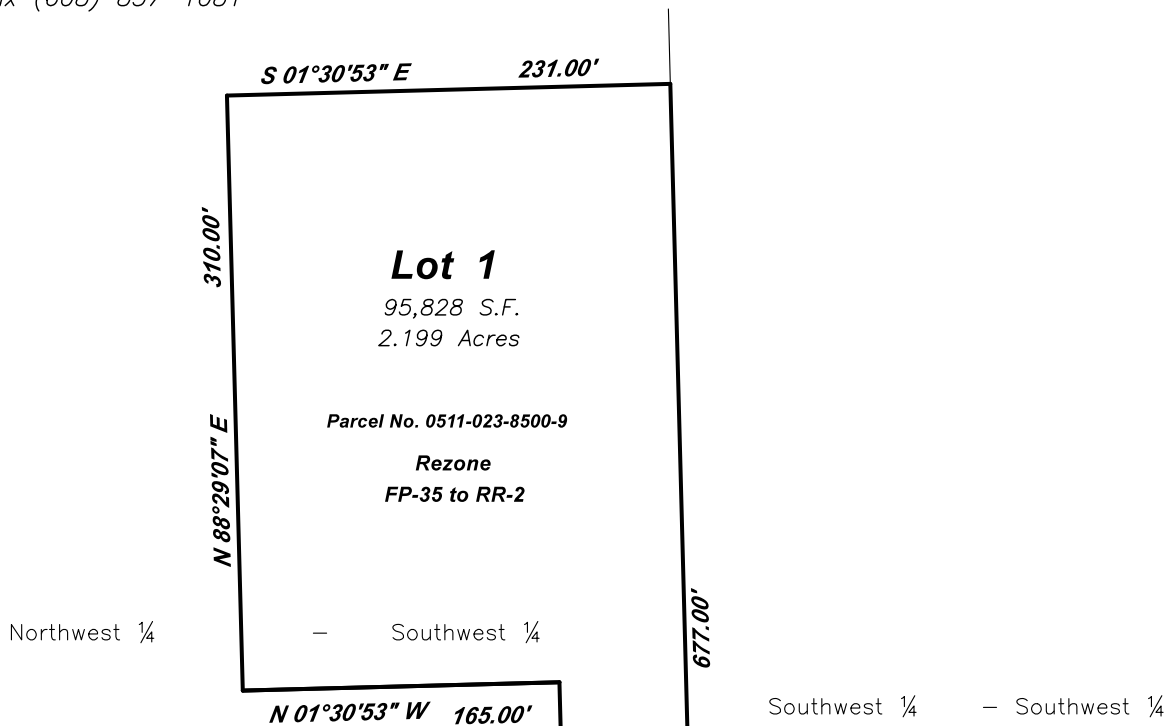 S 01°30'53" E 231.00'
310.00'
Lot 1
95,828 S.F.
2.199 Acres
Parcel No. 0511-023-8500-9
Rezone
FP-35 to RR-2
N 88°29'07" E
677.00'
Northwest ¼ – Southwest ¼
N 01°30'53" W 165.00'
Southwest ¼ – Southwest ¼